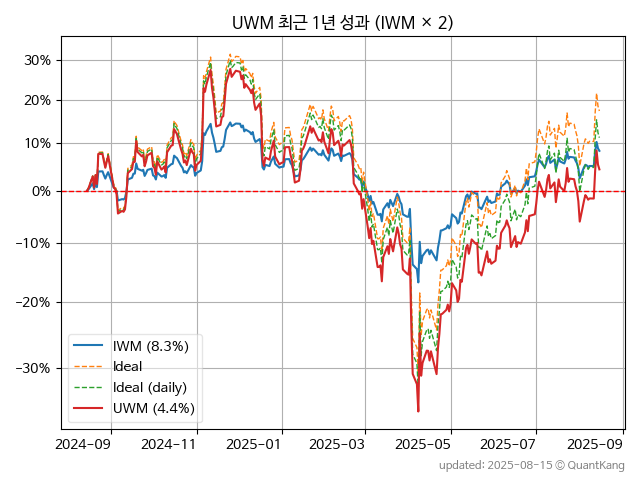 UWM 최근 1년 성과 (IWM × 2)
30%
20%
10%
0%
−10%
−20%
−30%
IWM (8.3%)
Ideal
Ideal (daily)
UWM (4.4%)
2024−09
2024−11
2025−01
2025−03
2025−05
2025−07
2025−09
updated: 2025−08−15 © QuantKang